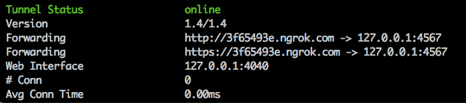 Tunnel Status online
Version 1.4/1.4
Forwarding http://3f65493e.ngrok.com -> 127.0.0.1:4567
Forwarding https://3f65493e.ngrok.com -> 127.0.0.1:4567
Web Interface 127.0.0.1:4040
# Conn 0
Avg Conn Time 0.00ms